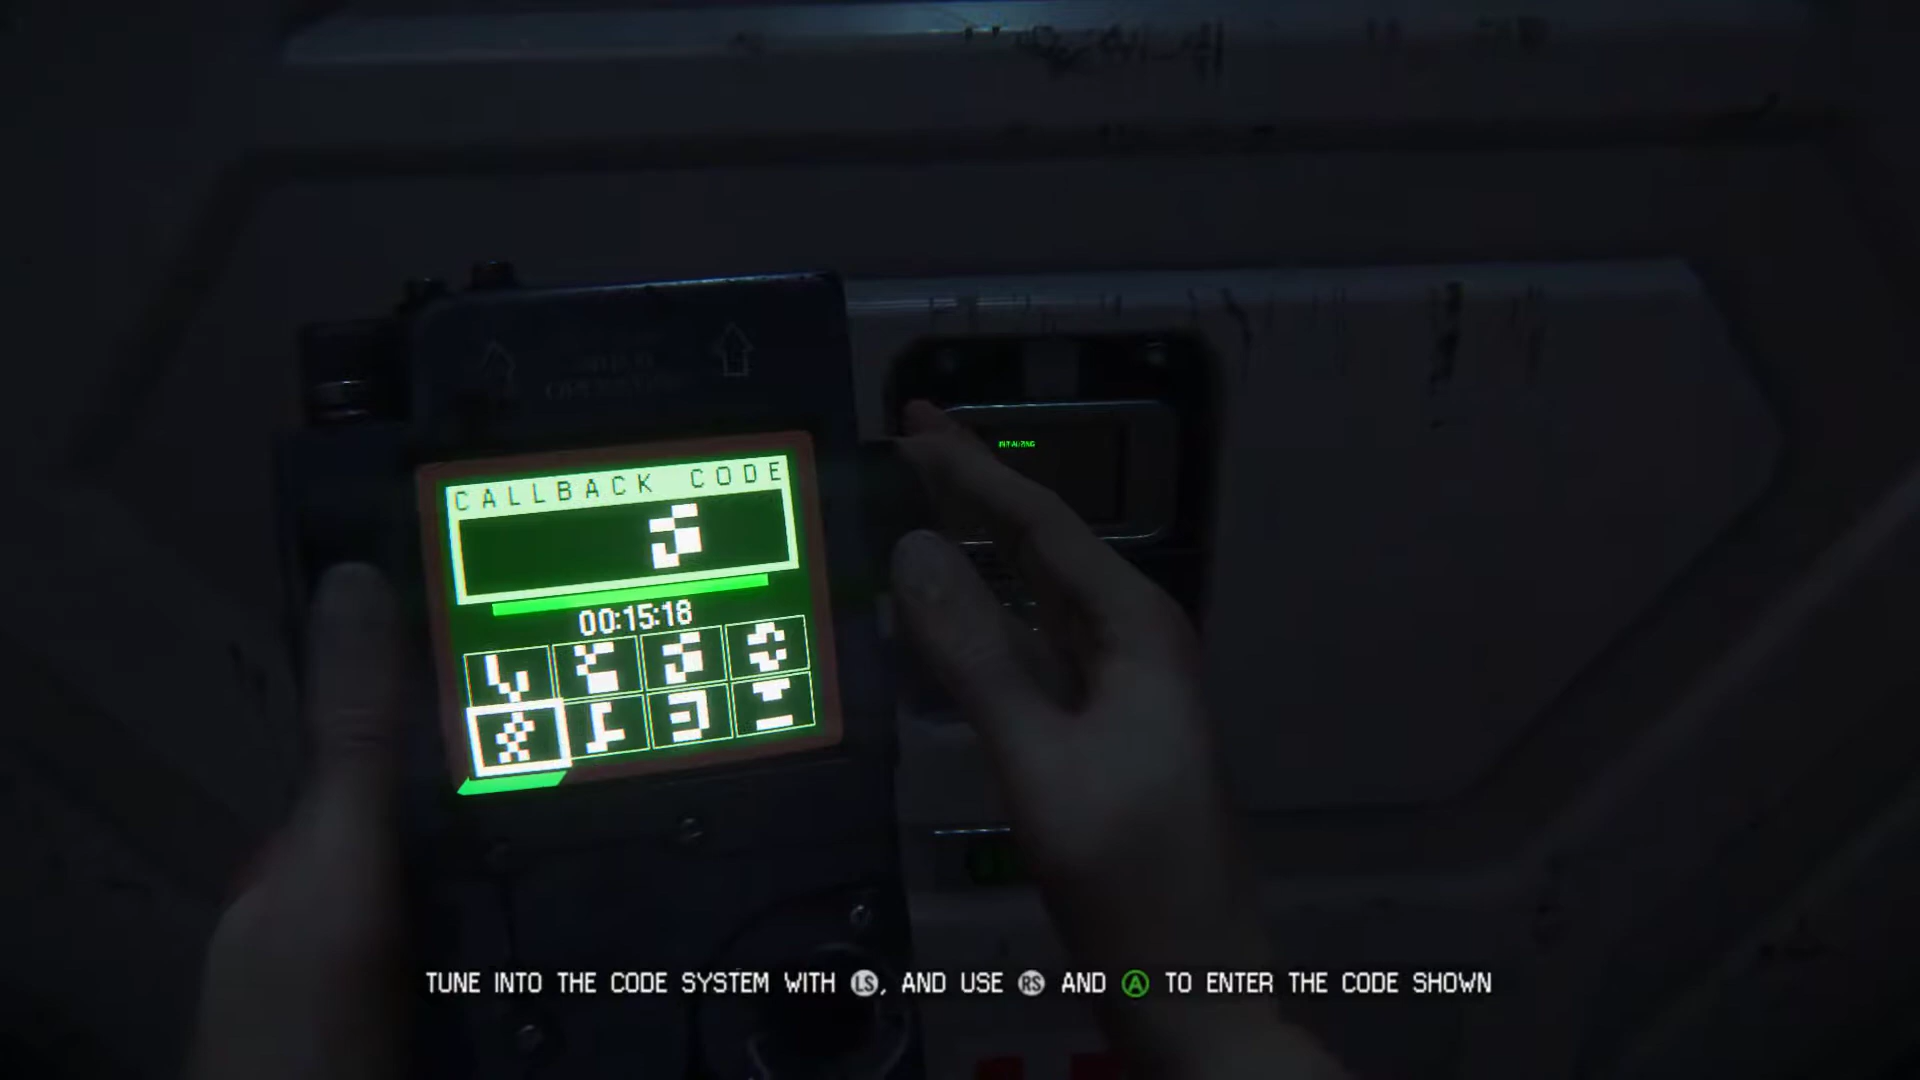 INITIALIZING
CALLBACK CODE
00:15:18
TUNE INTO THE CODE SYSTEM WITH LS, AND USE RS AND A TO ENTER THE CODE SHOWN